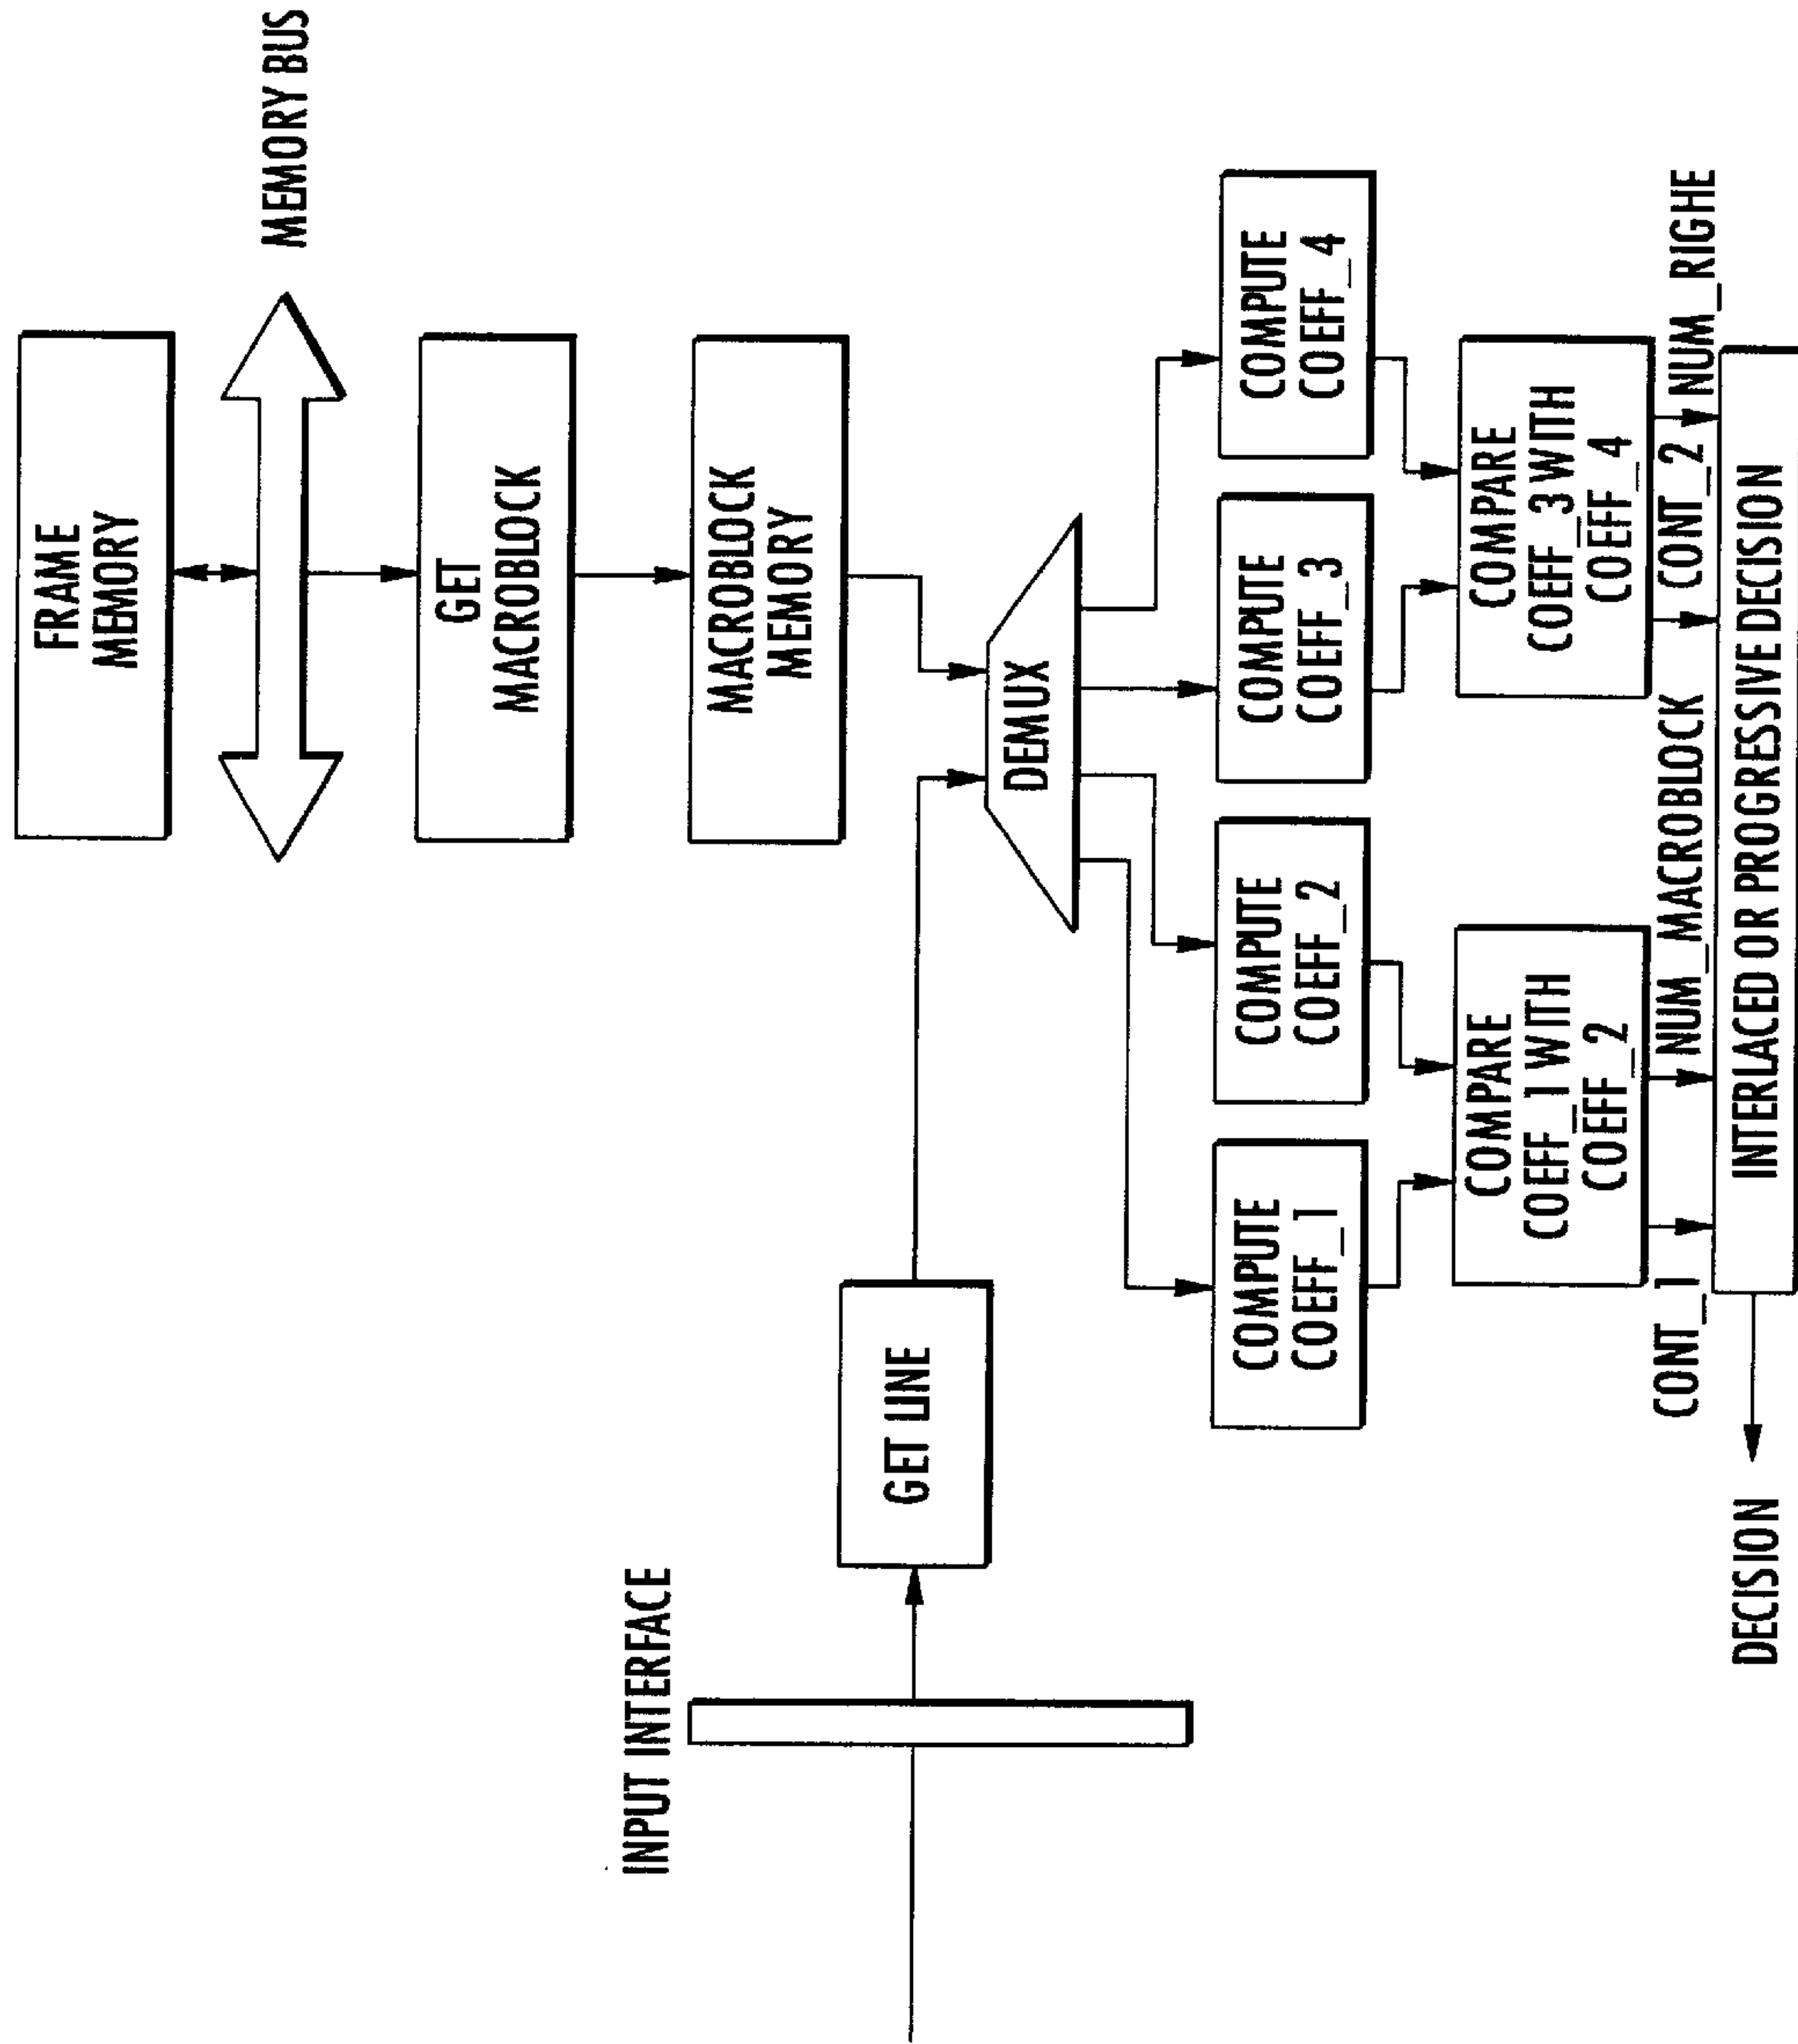 FRAME
MEMORY
MEMORY BUS
GET
MACROBLOCK
MACROBLOCK
MEMORY
INPUT INTERFACE
GET LINE
DEMUX
COMPUTE
COEFF_1
COMPUTE
COEFF_2
COMPUTE
COEFF_3
COMPUTE
COEFF_4
COMPARE
COEFF_1 WITH
COEFF_2
COMPARE
COEFF_3 WITH
COEFF_4
CONT_1
NUM_MACROBLOCK
CONT_2
NUM_RIGHE
INTERLACED OR PROGRESSIVE DECISION
DECISION